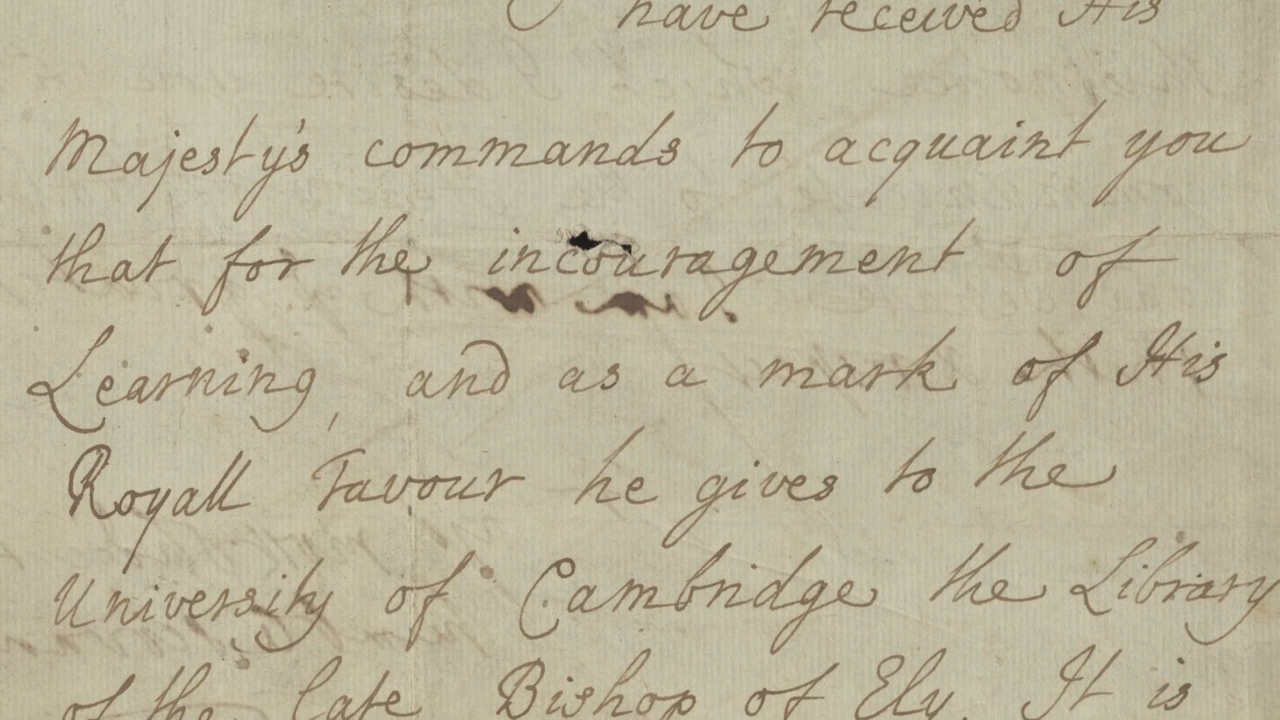 have received His
Majesty's commands to acquaint you
that for the incouragement of
Learning, and as a mark of His
Royall Favour he gives to the
University of Cambridge the Library
of the late Bishop of Ely. It is